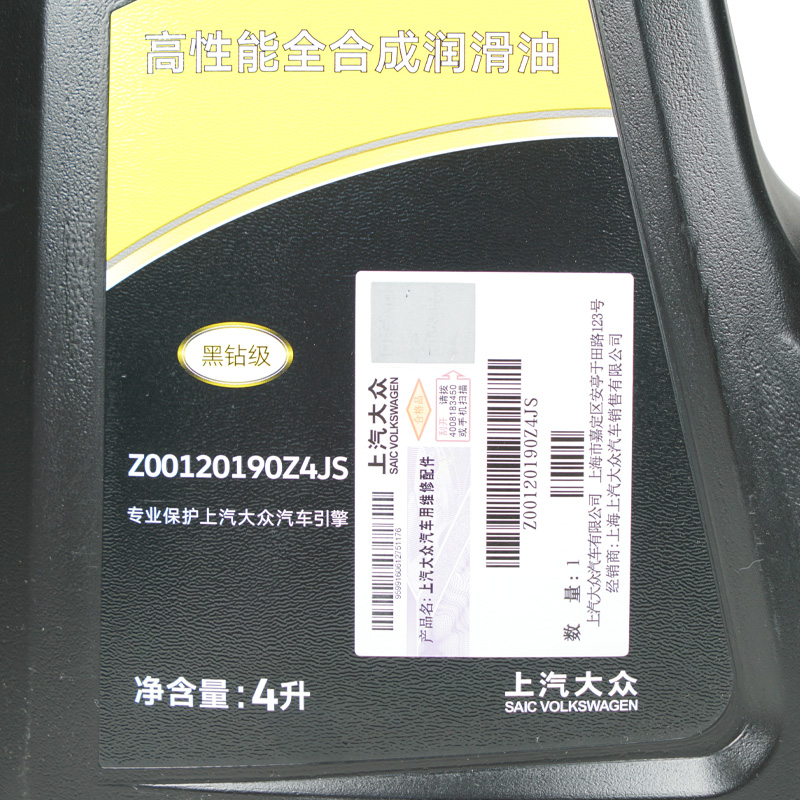 高性能全合成润滑油
黑钻级
Z00120190Z4JS
专业保护上汽大众汽车引擎
净含量:4升
上汽大众
SAIC VOLKSWAGEN
上汽大众
SAIC VOLKSWAGEN
合格品
刮开
请拨
4008183450
或手机扫描
产品名:上汽大众汽车用维修配件
Z00120190Z4JS
数 量:1
上汽大众汽车有限公司 上海市嘉定区安亭于田路123号
经销商:上海上汽大众汽车销售有限公司